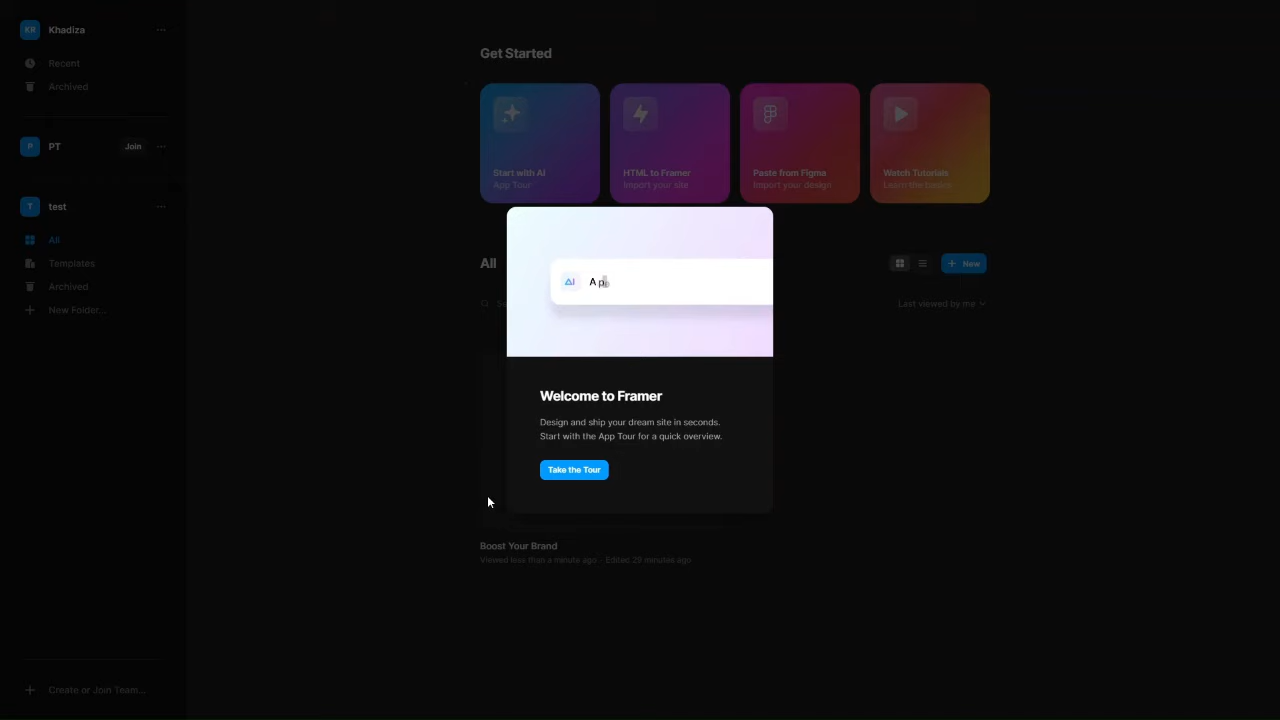 KR Khadiza ...
Recent
Archived
P PT Join ...
T test ...
All
Templates
Archived
New Folder...
Create or Join Team...
Get Started
Start with AI
App Tour
HTML to Framer
Import your site
Paste from Figma
Import your design
Watch Tutorials
Learn the basics
All
New
Last viewed by me
AI A p
Welcome to Framer
Design and ship your dream site in seconds.
Start with the App Tour for a quick overview.
Take the Tour
Boost Your Brand
Viewed less than a minute ago · Edited 29 minutes ago